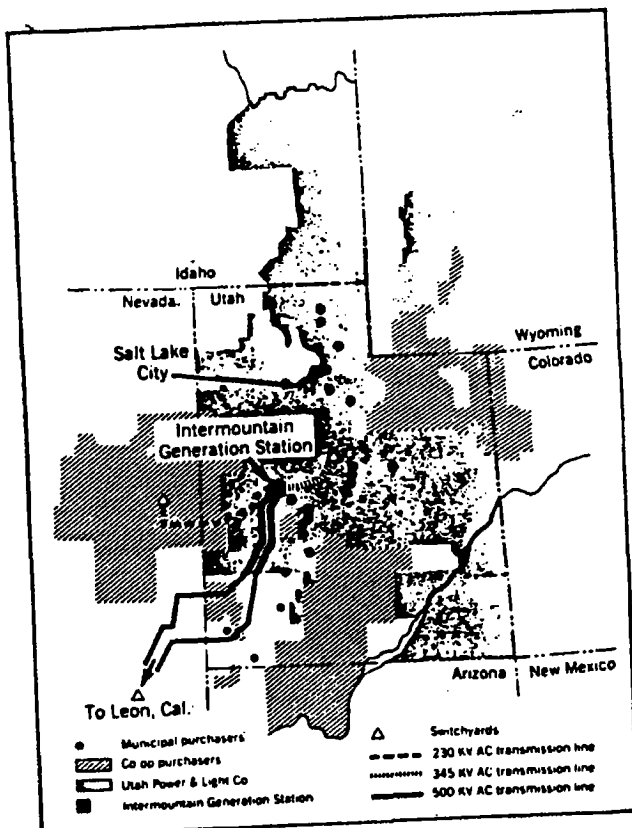 Idaho
Nevada. Utah
Wyoming
Colorado
Salt Lake
City
Intermountain
Generation Station
Arizona New Mexico
To Leon, Cal.
Municipal purchasers
Co op purchasers
Utah Power & Light Co
Intermountain Generation Station
Switchyards
230 KV AC transmission line
345 KV AC transmission line
500 KV AC transmission line